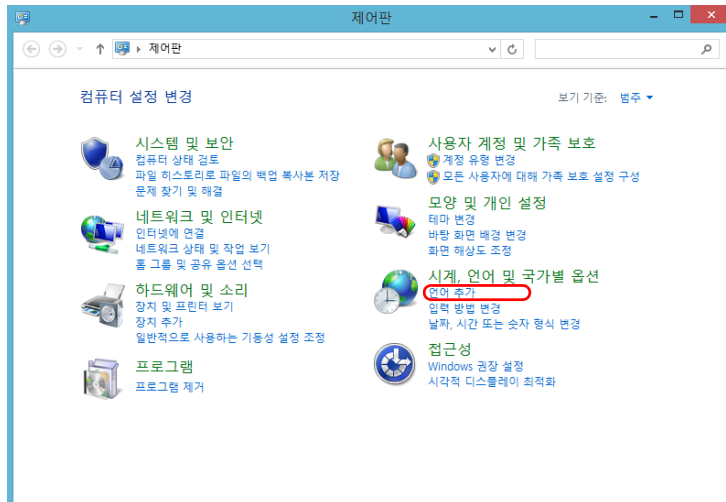 제어판
제어판
컴퓨터 설정 변경
보기 기준: 범주
시스템 및 보안
컴퓨터 상태 검토
파일 히스토리로 파일의 백업 복사본 저장
문제 찾기 및 해결
네트워크 및 인터넷
인터넷에 연결
네트워크 상태 및 작업 보기
홈 그룹 및 공유 옵션 선택
하드웨어 및 소리
장치 및 프린터 보기
장치 추가
일반적으로 사용하는 기동성 설정 조정
프로그램
프로그램 제거
사용자 계정 및 가족 보호
계정 유형 변경
모든 사용자에 대해 가족 보호 설정 구성
모양 및 개인 설정
테마 변경
바탕 화면 배경 변경
화면 해상도 조정
시계, 언어 및 국가별 옵션
언어 추가
입력 방법 변경
날짜, 시간 또는 숫자 형식 변경
접근성
Windows 권장 설정
시각적 디스플레이 최적화